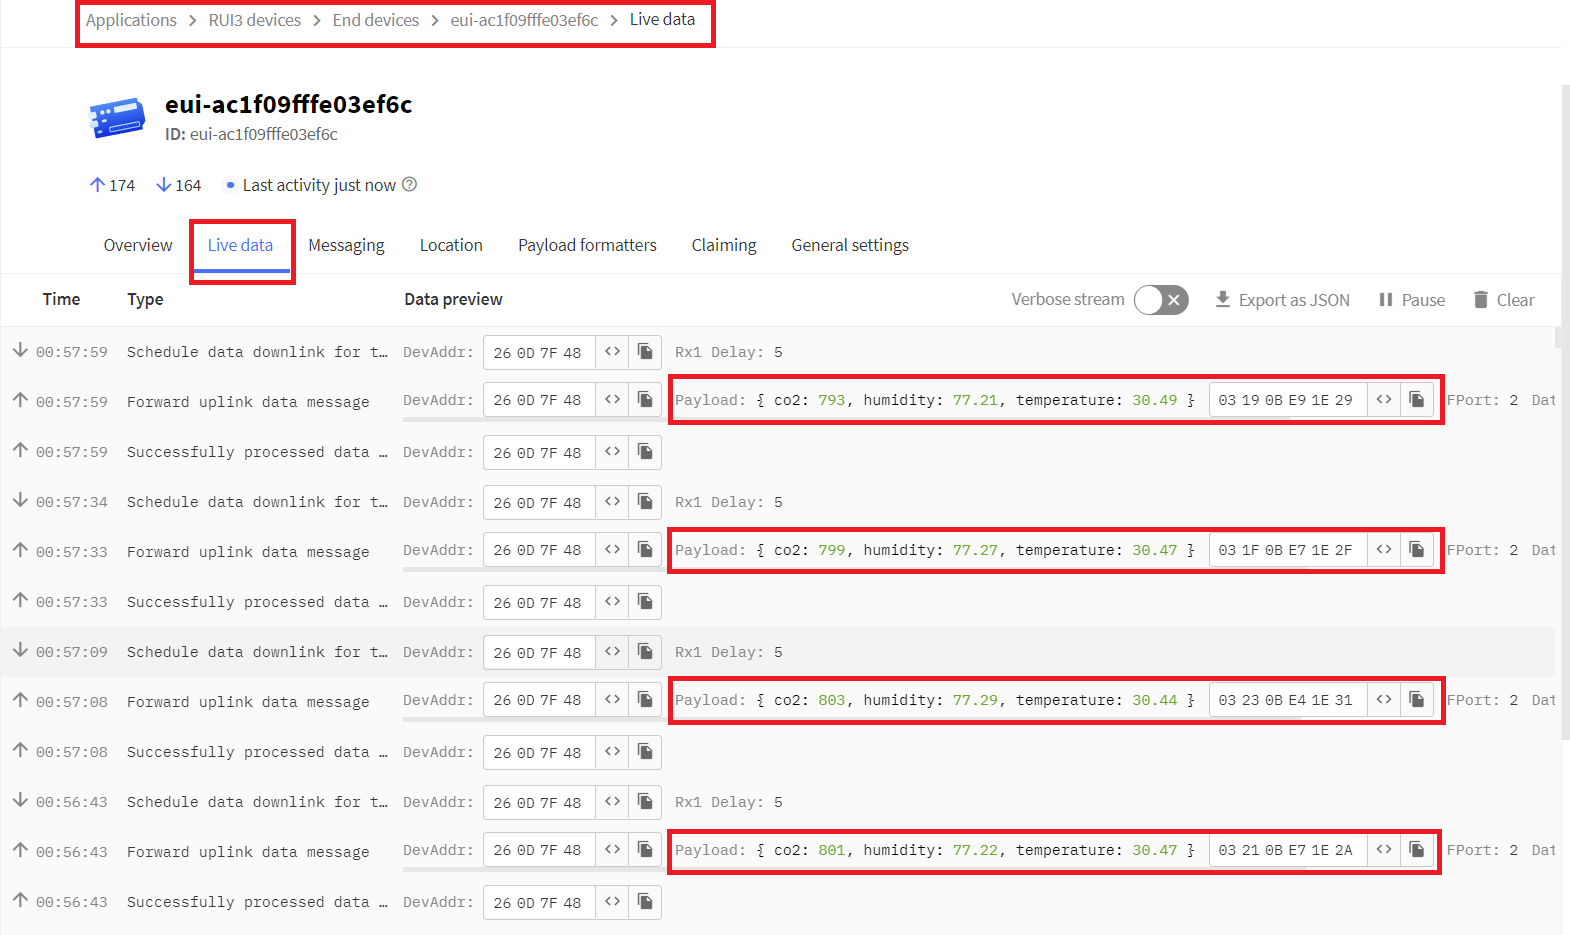 Applications > RUI3 devices > End devices > eui-ac1f09fffe03ef6c > Live data
eui-ac1f09fffe03ef6c
ID: eui-ac1f09fffe03ef6c
174 164 Last activity just now
Overview Live data Messaging Location Payload formatters Claiming General settings
Time Type Data preview Verbose stream Export as JSON Pause Clear
00:57:59 Schedule data downlink for t… DevAddr: 26 0D 7F 48 <> Rx1 Delay: 5
00:57:59 Forward uplink data message DevAddr: 26 0D 7F 48 <> Payload: { co2: 793, humidity: 77.21, temperature: 30.49 } 03 19 0B E9 1E 29 <> FPort: 2 Dat
00:57:59 Successfully processed data … DevAddr: 26 0D 7F 48 <>
00:57:34 Schedule data downlink for t… DevAddr: 26 0D 7F 48 <> Rx1 Delay: 5
00:57:33 Forward uplink data message DevAddr: 26 0D 7F 48 <> Payload: { co2: 799, humidity: 77.27, temperature: 30.47 } 03 1F 0B E7 1E 2F <> FPort: 2 Dat
00:57:33 Successfully processed data … DevAddr: 26 0D 7F 48 <>
00:57:09 Schedule data downlink for t… DevAddr: 26 0D 7F 48 <> Rx1 Delay: 5
00:57:08 Forward uplink data message DevAddr: 26 0D 7F 48 <> Payload: { co2: 803, humidity: 77.29, temperature: 30.44 } 03 23 0B E4 1E 31 <> FPort: 2 Dat
00:57:08 Successfully processed data … DevAddr: 26 0D 7F 48 <>
00:56:43 Schedule data downlink for t… DevAddr: 26 0D 7F 48 <> Rx1 Delay: 5
00:56:43 Forward uplink data message DevAddr: 26 0D 7F 48 <> Payload: { co2: 801, humidity: 77.22, temperature: 30.47 } 03 21 0B E7 1E 2A <> FPort: 2 Dat
00:56:43 Successfully processed data … DevAddr: 26 0D 7F 48 <>